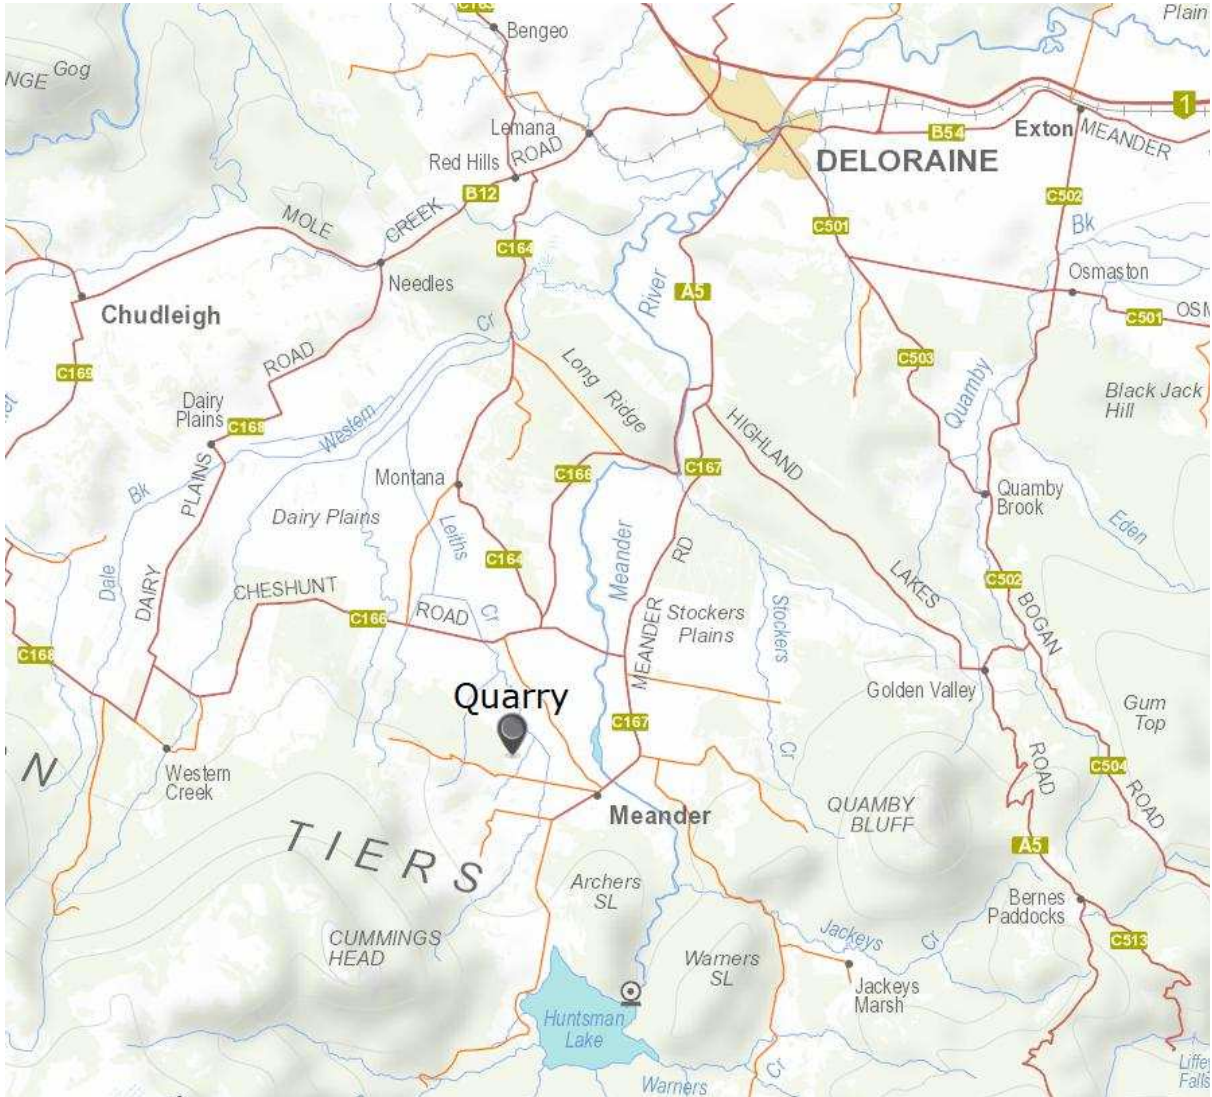 C163
Bengeo
Plain
Gog
NGE
1
Lemana
B54
Exton
MEANDER
Red Hills
ROAD
DELORAINE
B12
C502
MOLE
CREEK
C164
C501
Bk
Needles
River
A5
Osmaston
Chudleigh
Cr
C501
OSM
ROAD
Long
Ridge
C503
C169
Quamby
Black Jack
Hill
Dairy
Plains
C168
Western
HIGHLAND
PLAINS
Montana
C166
C167
Bk
Quamby
Brook
Dairy Plains
Leiths
Meander
RD
Eden
C164
Dale
DAIRY
CHESHUNT
LAKES
C502
C166
ROAD
Cr
Stockers
Plains
Stockers
BOGAN
C168
MEANDER
Golden Valley
Quarry
C167
Gum
Top
N
Cr
ROAD
C504
Western
Creek
Meander
QUAMBY
BLUFF
ROAD
TIERS
A5
Archers
SL
Bernes
Paddocks
CUMMINGS
HEAD
Jackeys
Cr
C513
Warners
SL
Jackeys
Marsh
Huntsman
Lake
Cr
Warners
Liffey
Falls